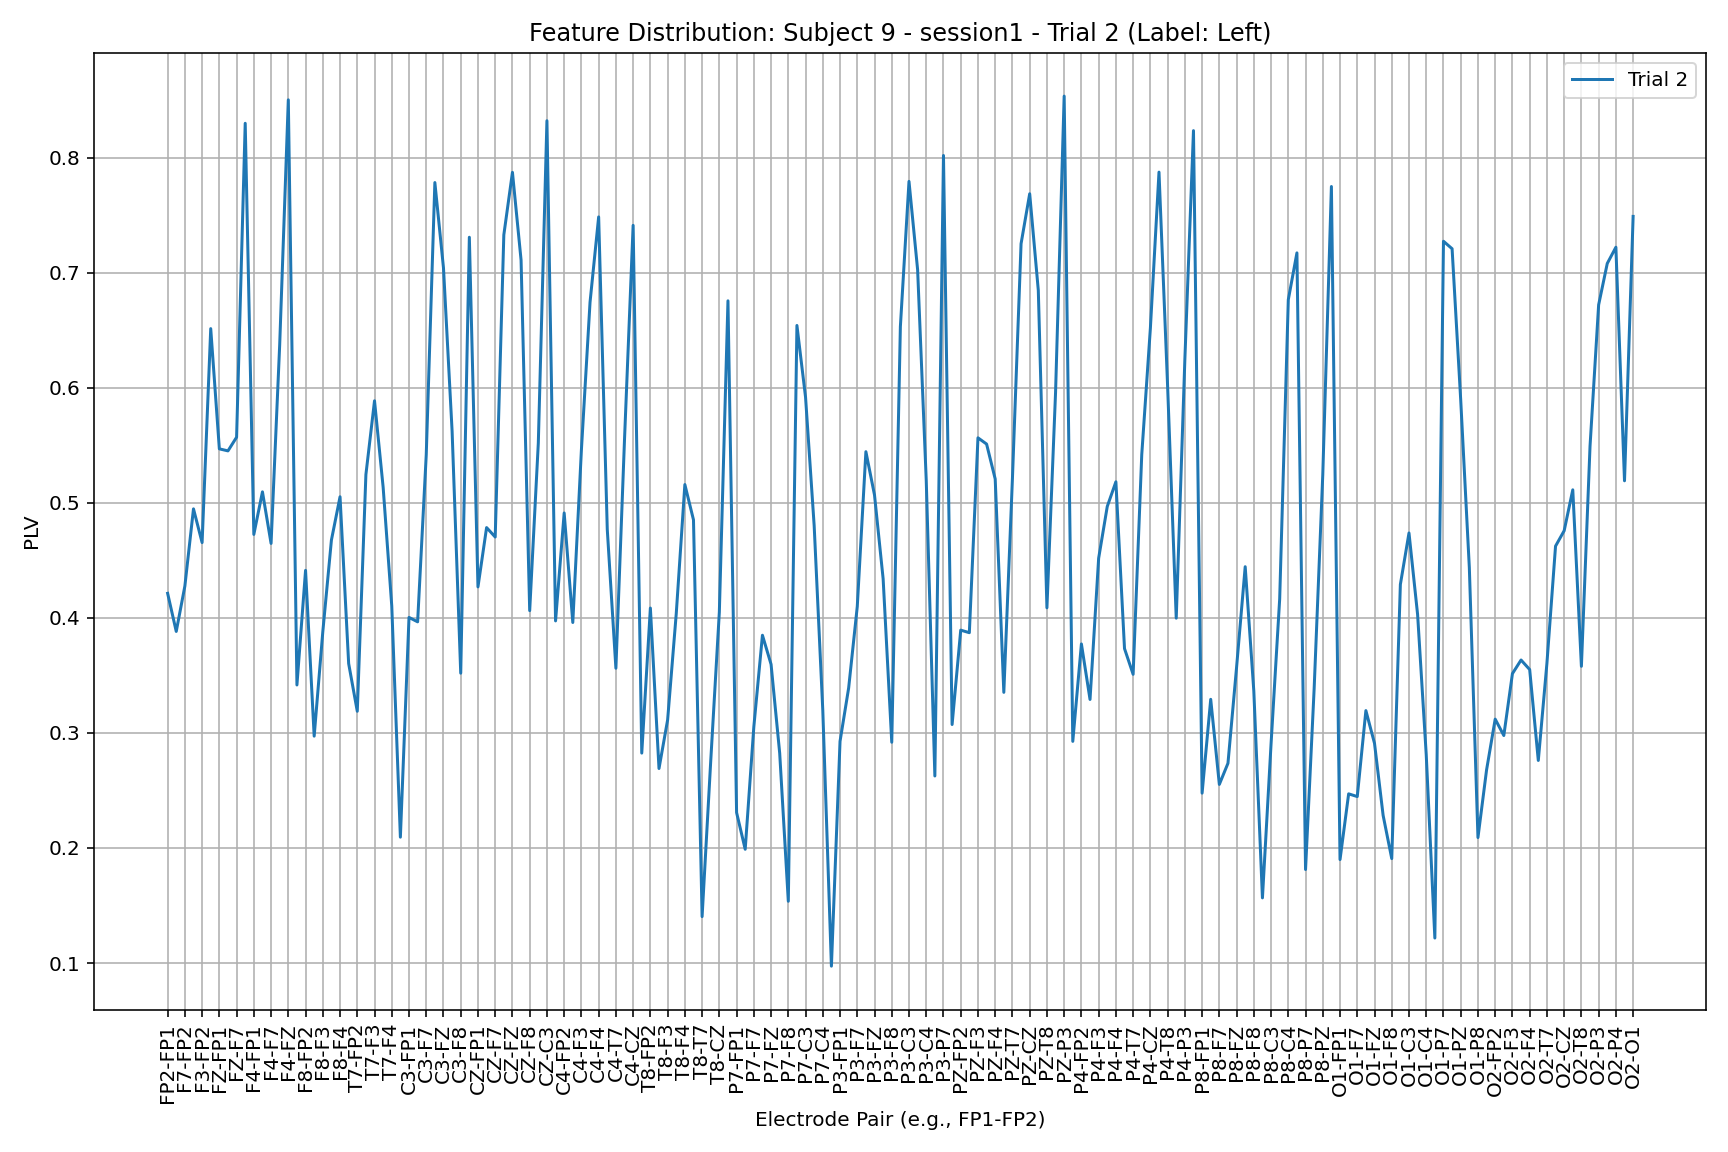 Feature Distribution: Subject 9 - session1 - Trial 2 (Label: Left)
Trial 2
0.8
0.7
0.6
0.5
0.4
0.3
0.2
0.1
PLV
FP2-FP1
F7-FP2
F3-FP2
FZ-FP1
FZ-F7
F4-FP1
F4-F7
F4-FZ
F8-FP2
F8-F3
F8-F4
T7-FP2
T7-F3
T7-F4
C3-FP1
C3-F7
C3-FZ
C3-F8
CZ-FP1
CZ-F7
CZ-FZ
CZ-F8
CZ-C3
C4-FP2
C4-F3
C4-F4
C4-T7
C4-CZ
T8-FP2
T8-F3
T8-F4
T8-T7
T8-CZ
P7-FP1
P7-F7
P7-FZ
P7-F8
P7-C3
P7-C4
P3-FP1
P3-F7
P3-FZ
P3-F8
P3-C3
P3-C4
P3-P7
PZ-FP2
PZ-F3
PZ-F4
PZ-T7
PZ-CZ
PZ-T8
PZ-P3
P4-FP2
P4-F3
P4-F4
P4-T7
P4-CZ
P4-T8
P4-P3
P8-FP1
P8-F7
P8-FZ
P8-F8
P8-C3
P8-C4
P8-P7
P8-PZ
O1-FP1
O1-F7
O1-FZ
O1-F8
O1-C3
O1-C4
O1-P7
O1-PZ
O1-P8
O2-FP2
O2-F3
O2-F4
O2-T7
O2-CZ
O2-T8
O2-P3
O2-P4
O2-O1
Electrode Pair (e.g., FP1-FP2)